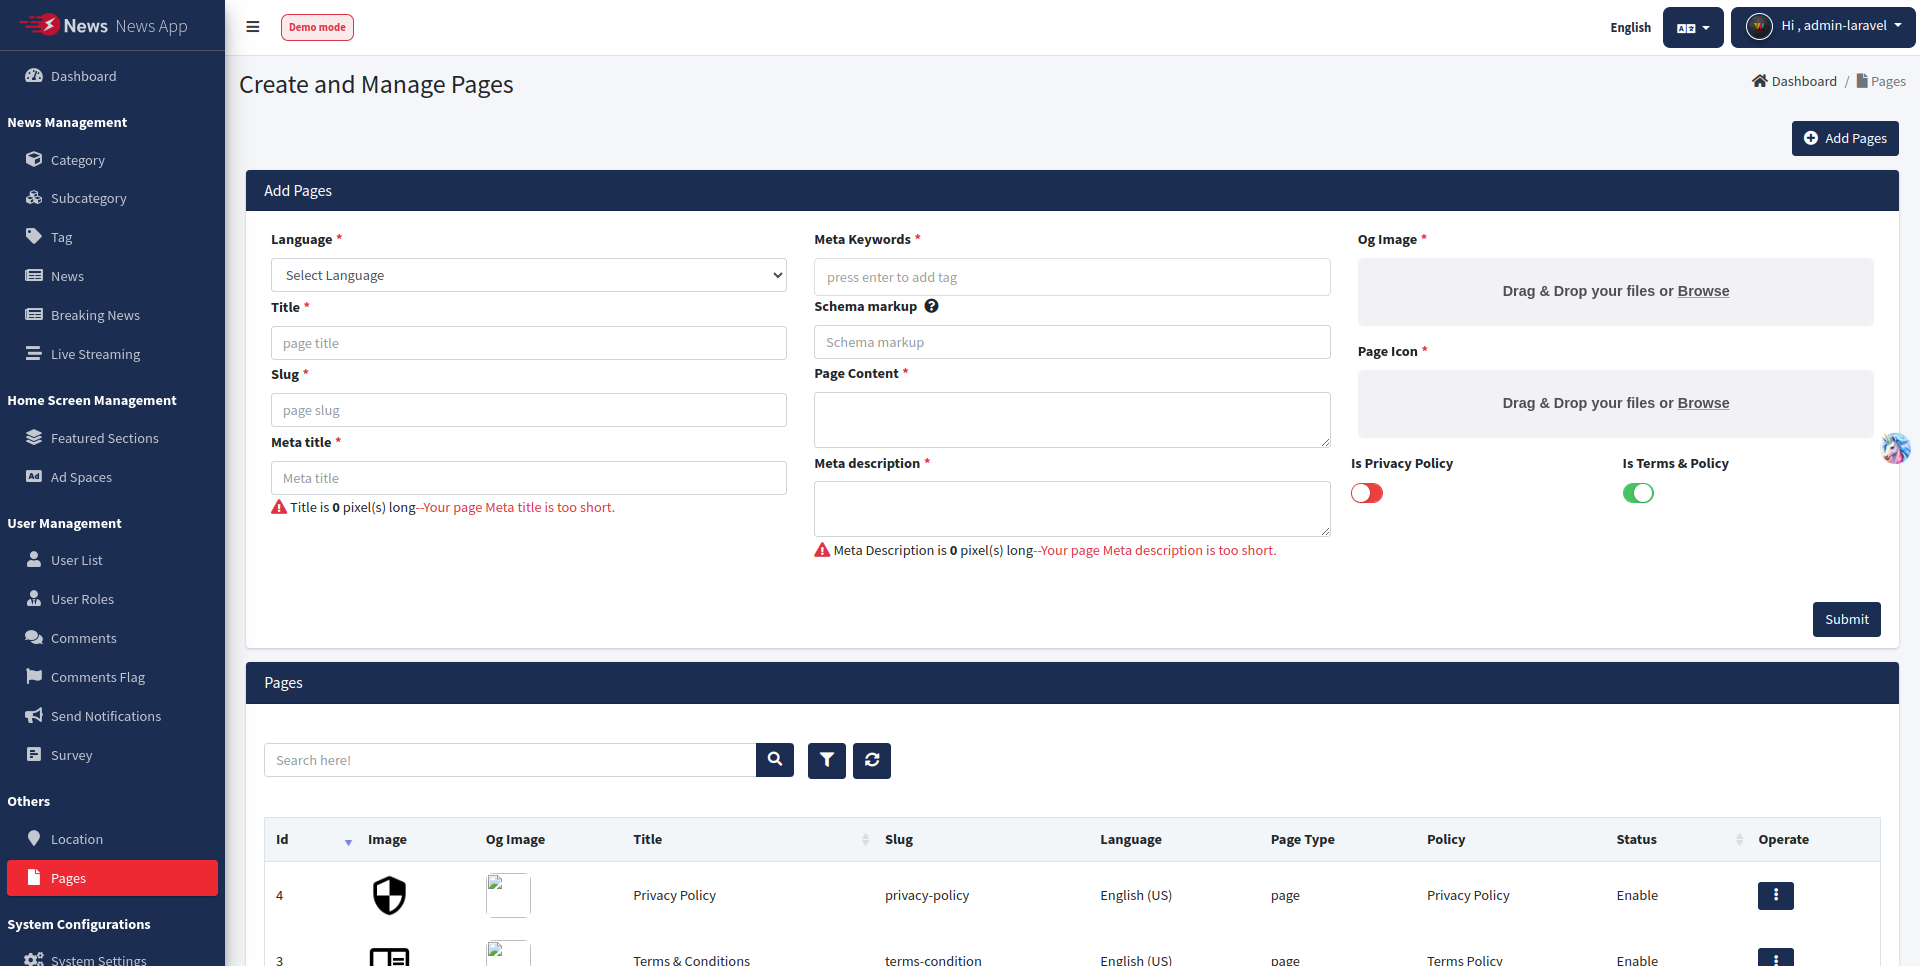 News News App
Demo mode
English
Hi , admin-laravel
Dashboard
News Management
Category
Subcategory
Tag
News
Breaking News
Live Streaming
Home Screen Management
Featured Sections
Ad Spaces
User Management
User List
User Roles
Comments
Comments Flag
Send Notifications
Survey
Others
Location
Pages
System Configurations
System Settings
Create and Manage Pages
Dashboard / Pages
Add Pages
Add Pages
Language *
Select Language
Title *
page title
Slug *
page slug
Meta title *
Meta title
Title is 0 pixel(s) long--Your page Meta title is too short.
Meta Keywords *
press enter to add tag
Schema markup
Schema markup
Page Content *
Meta description *
Meta Description is 0 pixel(s) long--Your page Meta description is too short.
Og Image *
Drag & Drop your files or Browse
Page Icon *
Drag & Drop your files or Browse
Is Privacy Policy
Is Terms & Policy
Submit
Pages
Search here!
Id Image Og Image Title Slug Language Page Type Policy Status Operate
4 Privacy Policy privacy-policy English (US) page Privacy Policy Enable
3 Terms & Conditions terms-condition English (US) page Terms Policy Enable